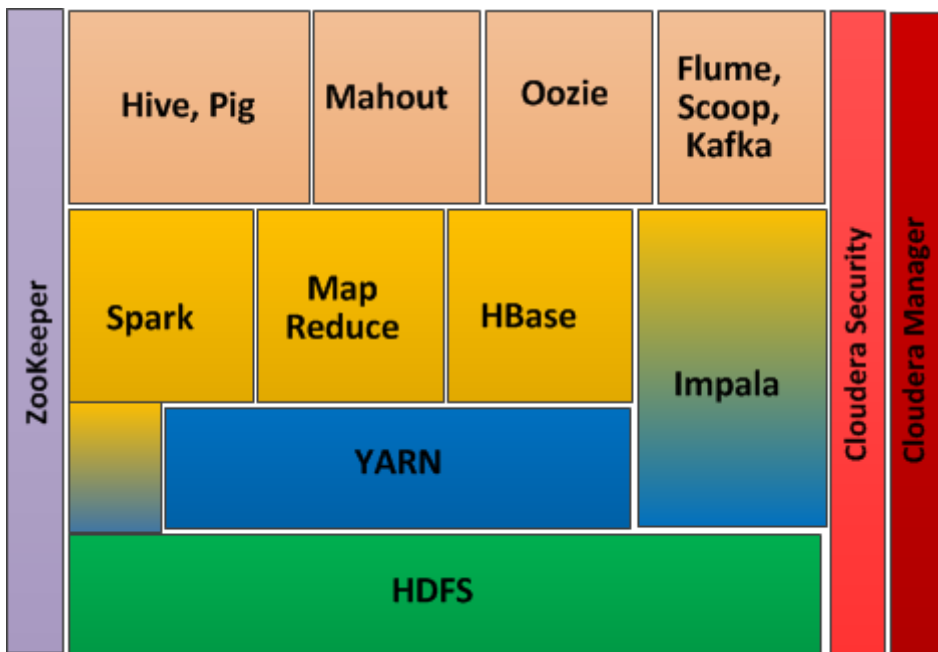 ZooKeeper
Hive, Pig
Mahout
Oozie
Flume,
Scoop,
Kafka
Spark
Map
Reduce
HBase
Impala
YARN
HDFS
Cloudera Security
Cloudera Manager